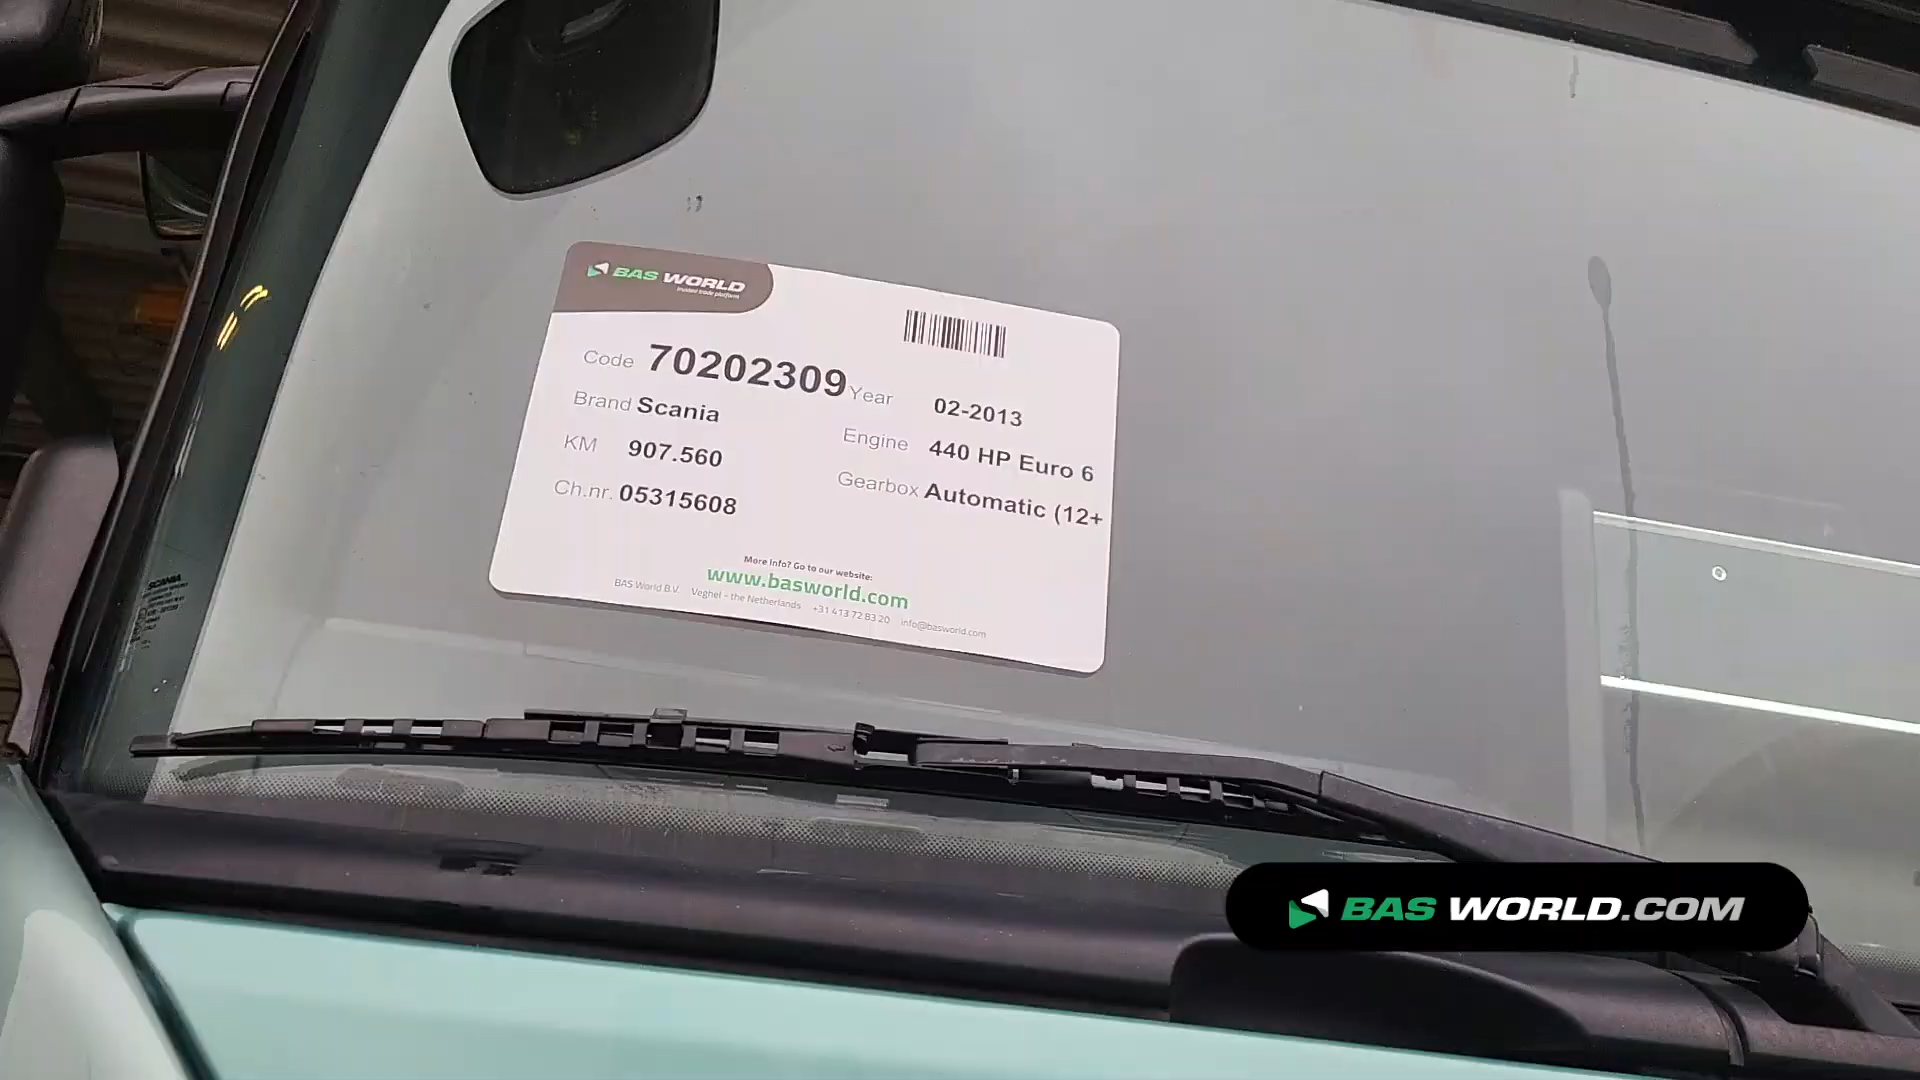 BAS WORLD
Code 70202309
Year 02-2013
Brand Scania
Engine 440 HP Euro 6
KM 907.560
Gearbox Automatic (12+
Ch.nr. 05315608
More info? Go to our website:
www.basworld.com
BAS World B.V. Veghel - the Netherlands +31 413 72 83 20 info@basworld.com
SCANIA
BAS WORLD.COM